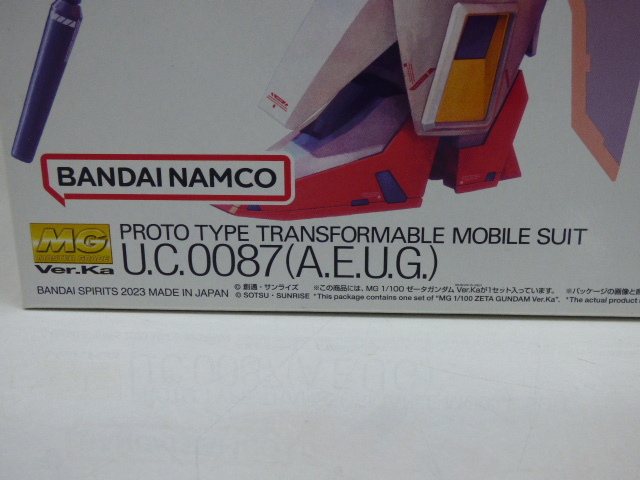 BANDAI NAMCO
MG
MASTER GRADE
Ver.Ka
PROTO TYPE TRANSFORMABLE MOBILE SUIT
U.C.0087(A.E.U.G.)
BANDAI SPIRITS 2023 MADE IN JAPAN
© 創通・サンライズ
© SOTSU・SUNRISE
※この商品には、MG 1/100 ゼータガンダム Ver.Kaが1セット入っています。
*This package contains one set of "MG 1/100 ZETA GUNDAM Ver.Ka".
※パッケージの画像と
*The actual product